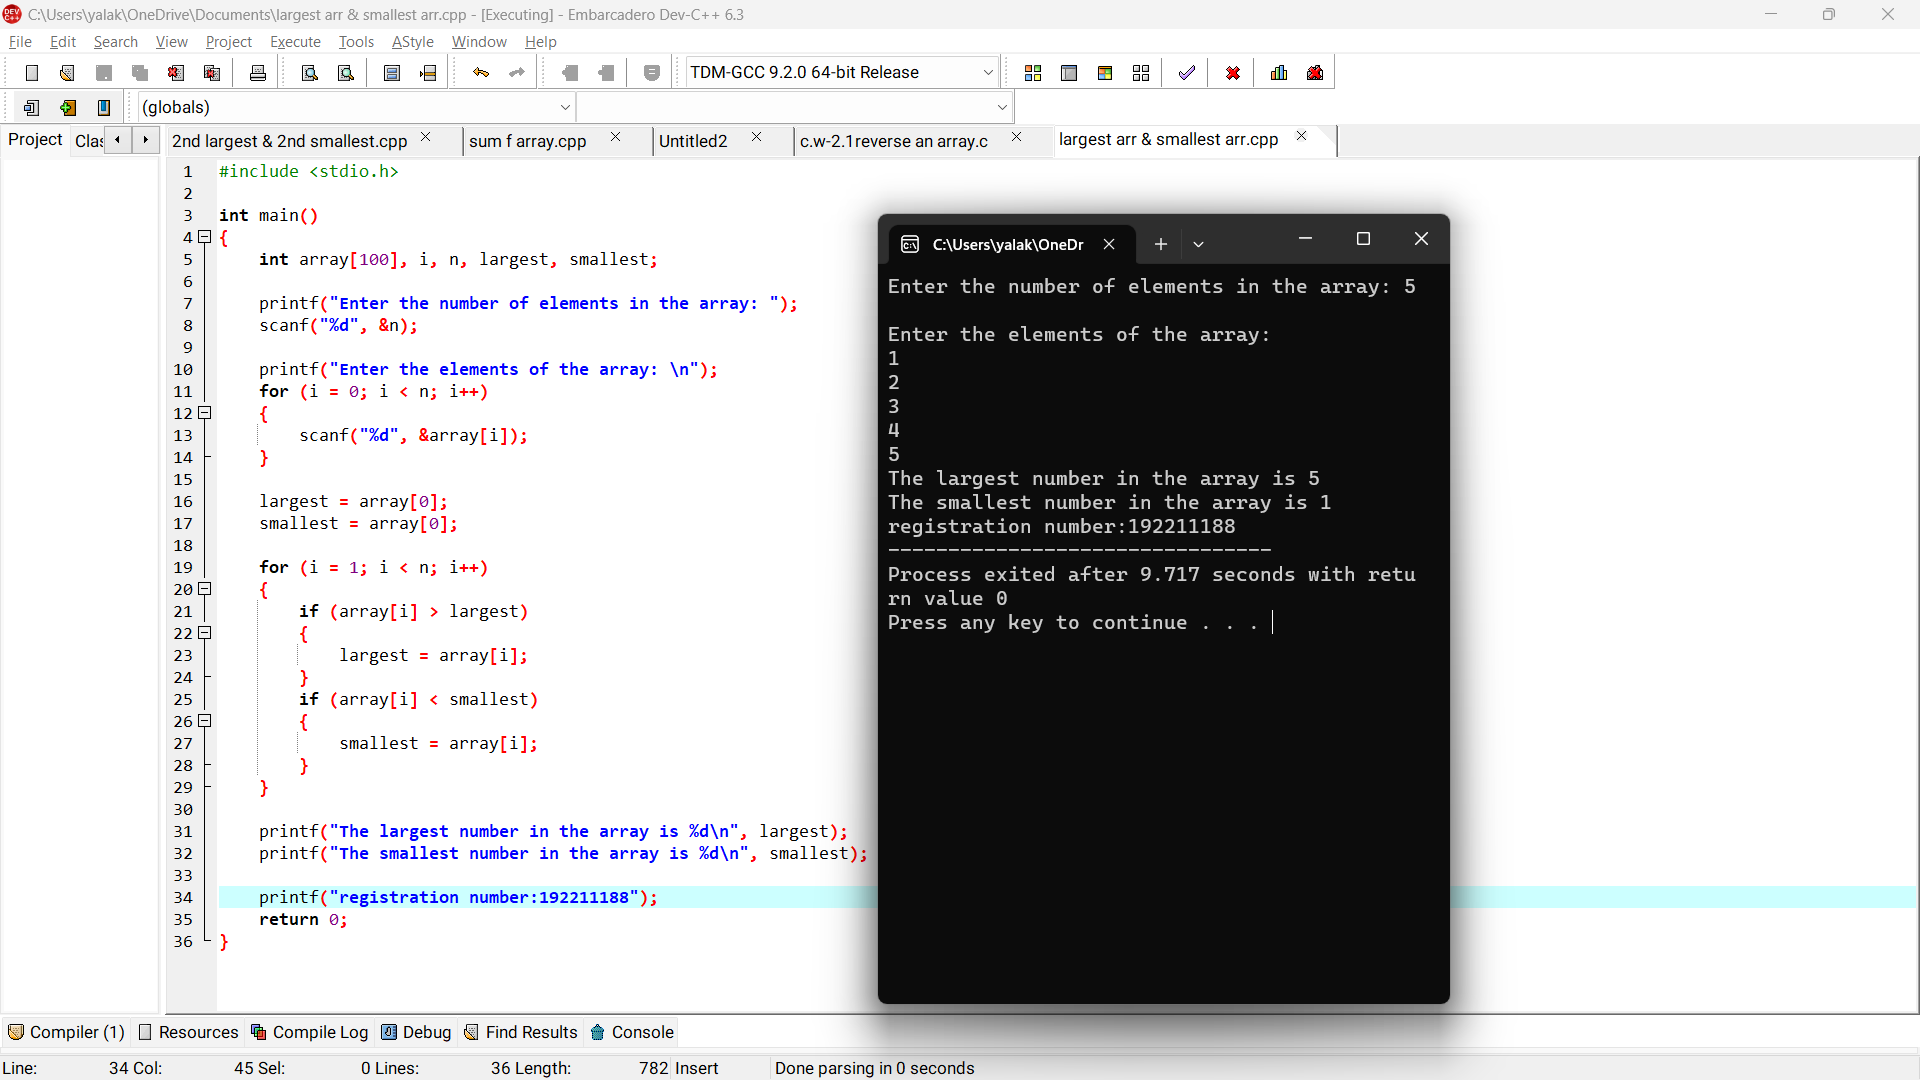 C:\Users\yalak\OneDrive\Documents\largest arr & smallest arr.cpp - [Executing] - Embarcadero Dev-C++ 6.3
File Edit Search View Project Execute Tools AStyle Window Help
TDM-GCC 9.2.0 64-bit Release
(globals)
Project Clas 2nd largest & 2nd smallest.cpp sum f array.cpp Untitled2 c.w-2.1reverse an array.c largest arr & smallest arr.cpp
1 #include <stdio.h>
2
3 int main()
4 {
5 int array[100], i, n, largest, smallest;
6
7 printf("Enter the number of elements in the array: ");
8 scanf("%d", &n);
9
10 printf("Enter the elements of the array: \n");
11 for (i = 0; i < n; i++)
12 {
13 scanf("%d", &array[i]);
14 }
15
16 largest = array[0];
17 smallest = array[0];
18
19 for (i = 1; i < n; i++)
20 {
21 if (array[i] > largest)
22 {
23 largest = array[i];
24 }
25 if (array[i] < smallest)
26 {
27 smallest = array[i];
28 }
29 }
30
31 printf("The largest number in the array is %d\n", largest);
32 printf("The smallest number in the array is %d\n", smallest);
33
34 printf("registration number:192211188");
35 return 0;
36 }
C:\Users\yalak\OneDr
Enter the number of elements in the array: 5
Enter the elements of the array:
1
2
3
4
5
The largest number in the array is 5
The smallest number in the array is 1
registration number:192211188
--------------------------------
Process exited after 9.717 seconds with retu
rn value 0
Press any key to continue . . .
Compiler (1) Resources Compile Log Debug Find Results Console
Line: 34 Col: 45 Sel: 0 Lines: 36 Length: 782 Insert Done parsing in 0 seconds